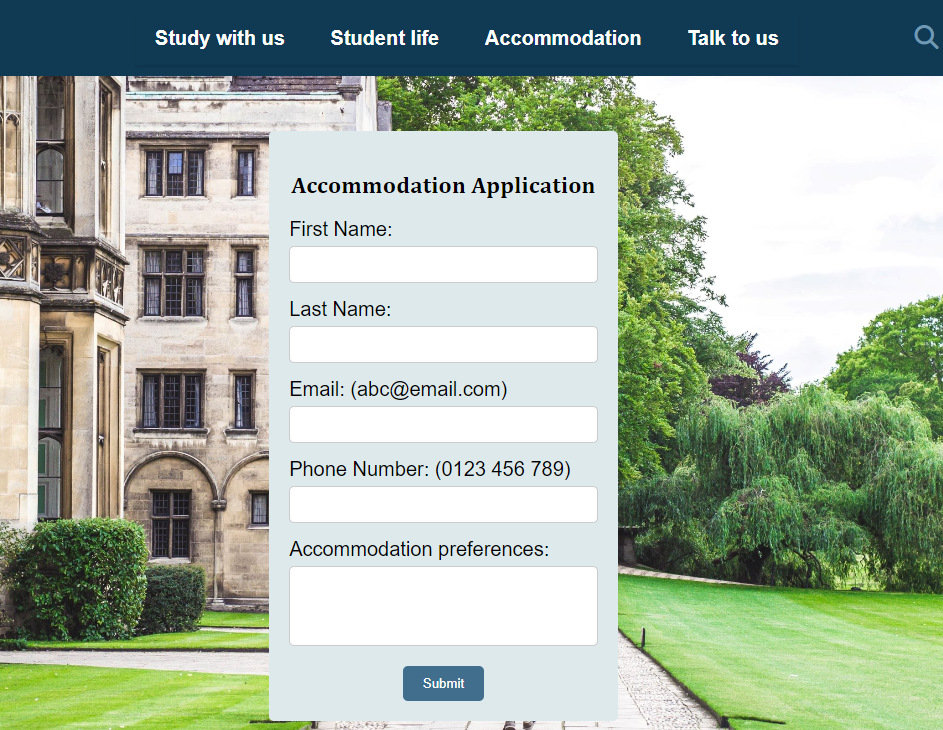 Study with us Student life Accommodation Talk to us
Accommodation Application
First Name:
Last Name:
Email: (abc@email.com)
Phone Number: (0123 456 789)
Accommodation preferences:
Submit